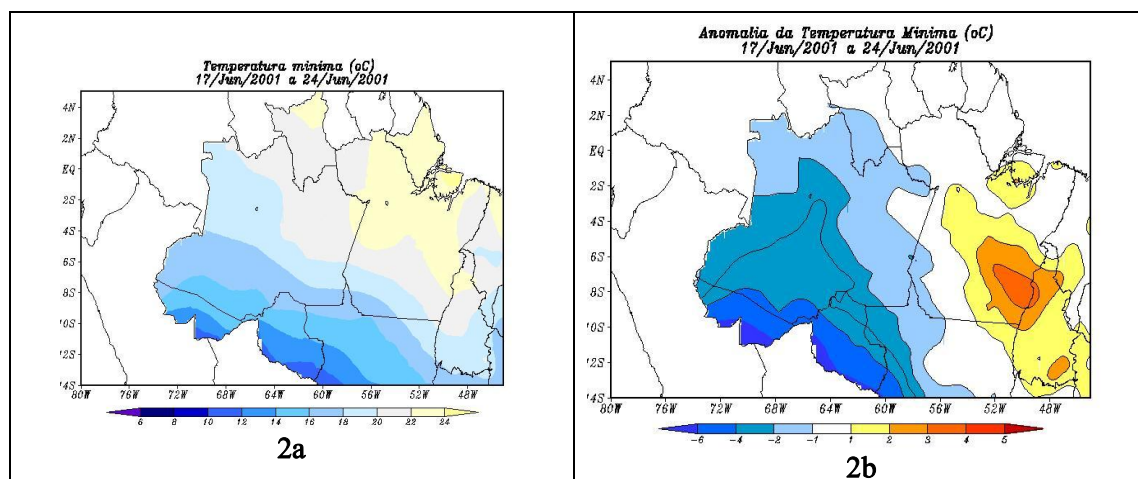 Temperatura minima (oC)
17/Jun/2001 a 24/Jun/2001
4N
2N
EQ
2S
4S
6S
8S
10S
12S
14S
80W 76W 72W 68W 64W 60W 56W 52W 48W
6 8 10 12 14 16 18 20 22 24
2a
Anomalia da Temperatura Minima (oC)
17/Jun/2001 a 24/Jun/2001
4N
2N
EQ
2S
4S
6S
8S
10S
12S
14S
80W 76W 72W 68W 64W 60W 56W 52W 48W
-6 -4 -2 -1 1 2 3 4 5
2b